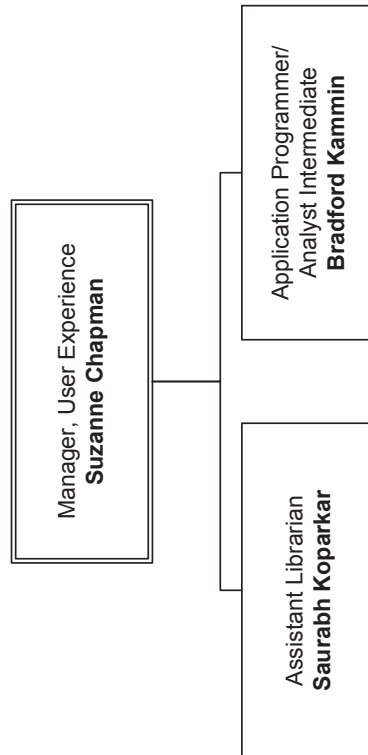 Manager, User Experience
Suzanne Chapman
Assistant Librarian
Saurabh Koparkar
Application Programmer/
Analyst Intermediate
Bradford Kammin